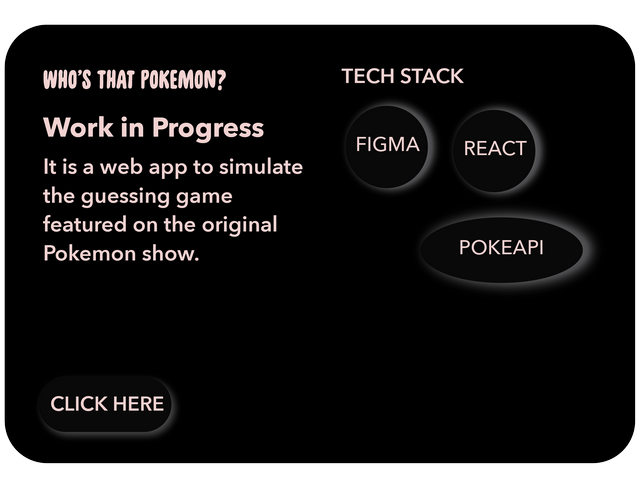 WHO'S THAT POKEMON?
Work in Progress
It is a web app to simulate
the guessing game
featured on the original
Pokemon show.
CLICK HERE
TECH STACK
FIGMA
REACT
POKEAPI